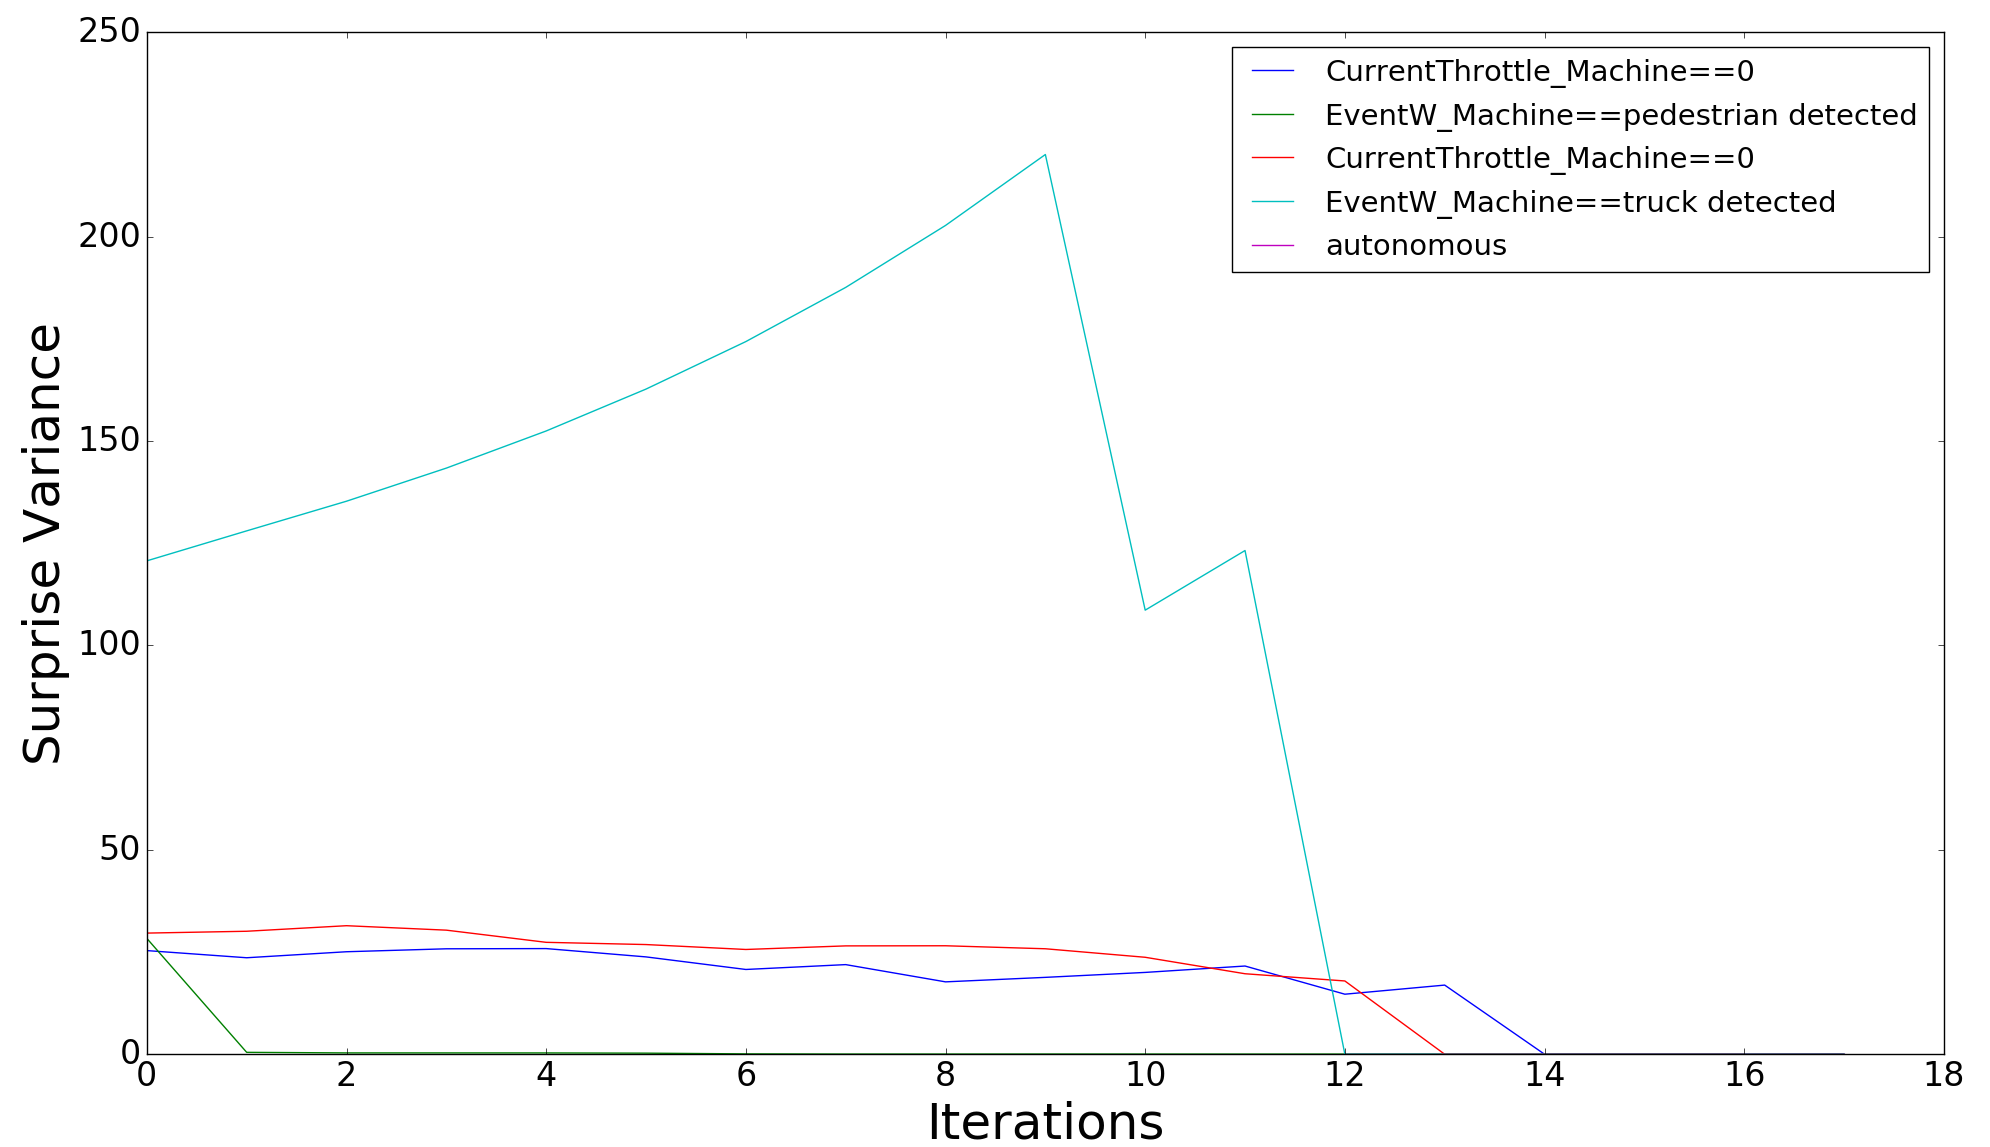 250
200
150
100
50
0
Surprise Variance
CurrentThrottle_Machine==0
EventW_Machine==pedestrian detected
CurrentThrottle_Machine==0
EventW_Machine==truck detected
autonomous
0 2 4 6 8 10 12 14 16 18
Iterations